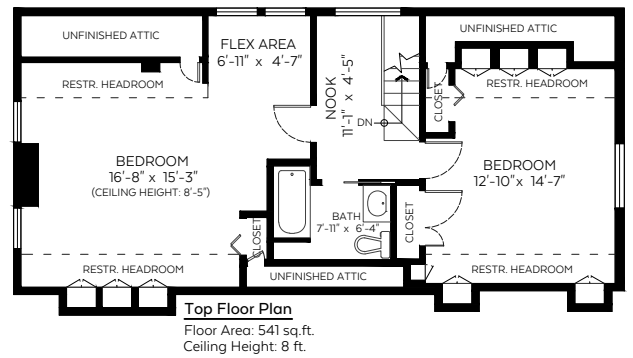 UNFINISHED ATTIC
FLEX AREA
6'-11" x 4'-7"
UNFINISHED ATTIC
RESTR. HEADROOM
NOOK
11'-1" x 4'-5"
DN
CLOSET
RESTR. HEADROOM
BEDROOM
16'-8" x 15'-3"
(CEILING HEIGHT: 8'-5")
BEDROOM
12'-10" x 14'-7"
BATH
7'-11" x 6'-4"
CLOSET
CLOSET
RESTR. HEADROOM
UNFINISHED ATTIC
RESTR. HEADROOM
Top Floor Plan
Floor Area: 541 sq.ft.
Ceiling Height: 8 ft.